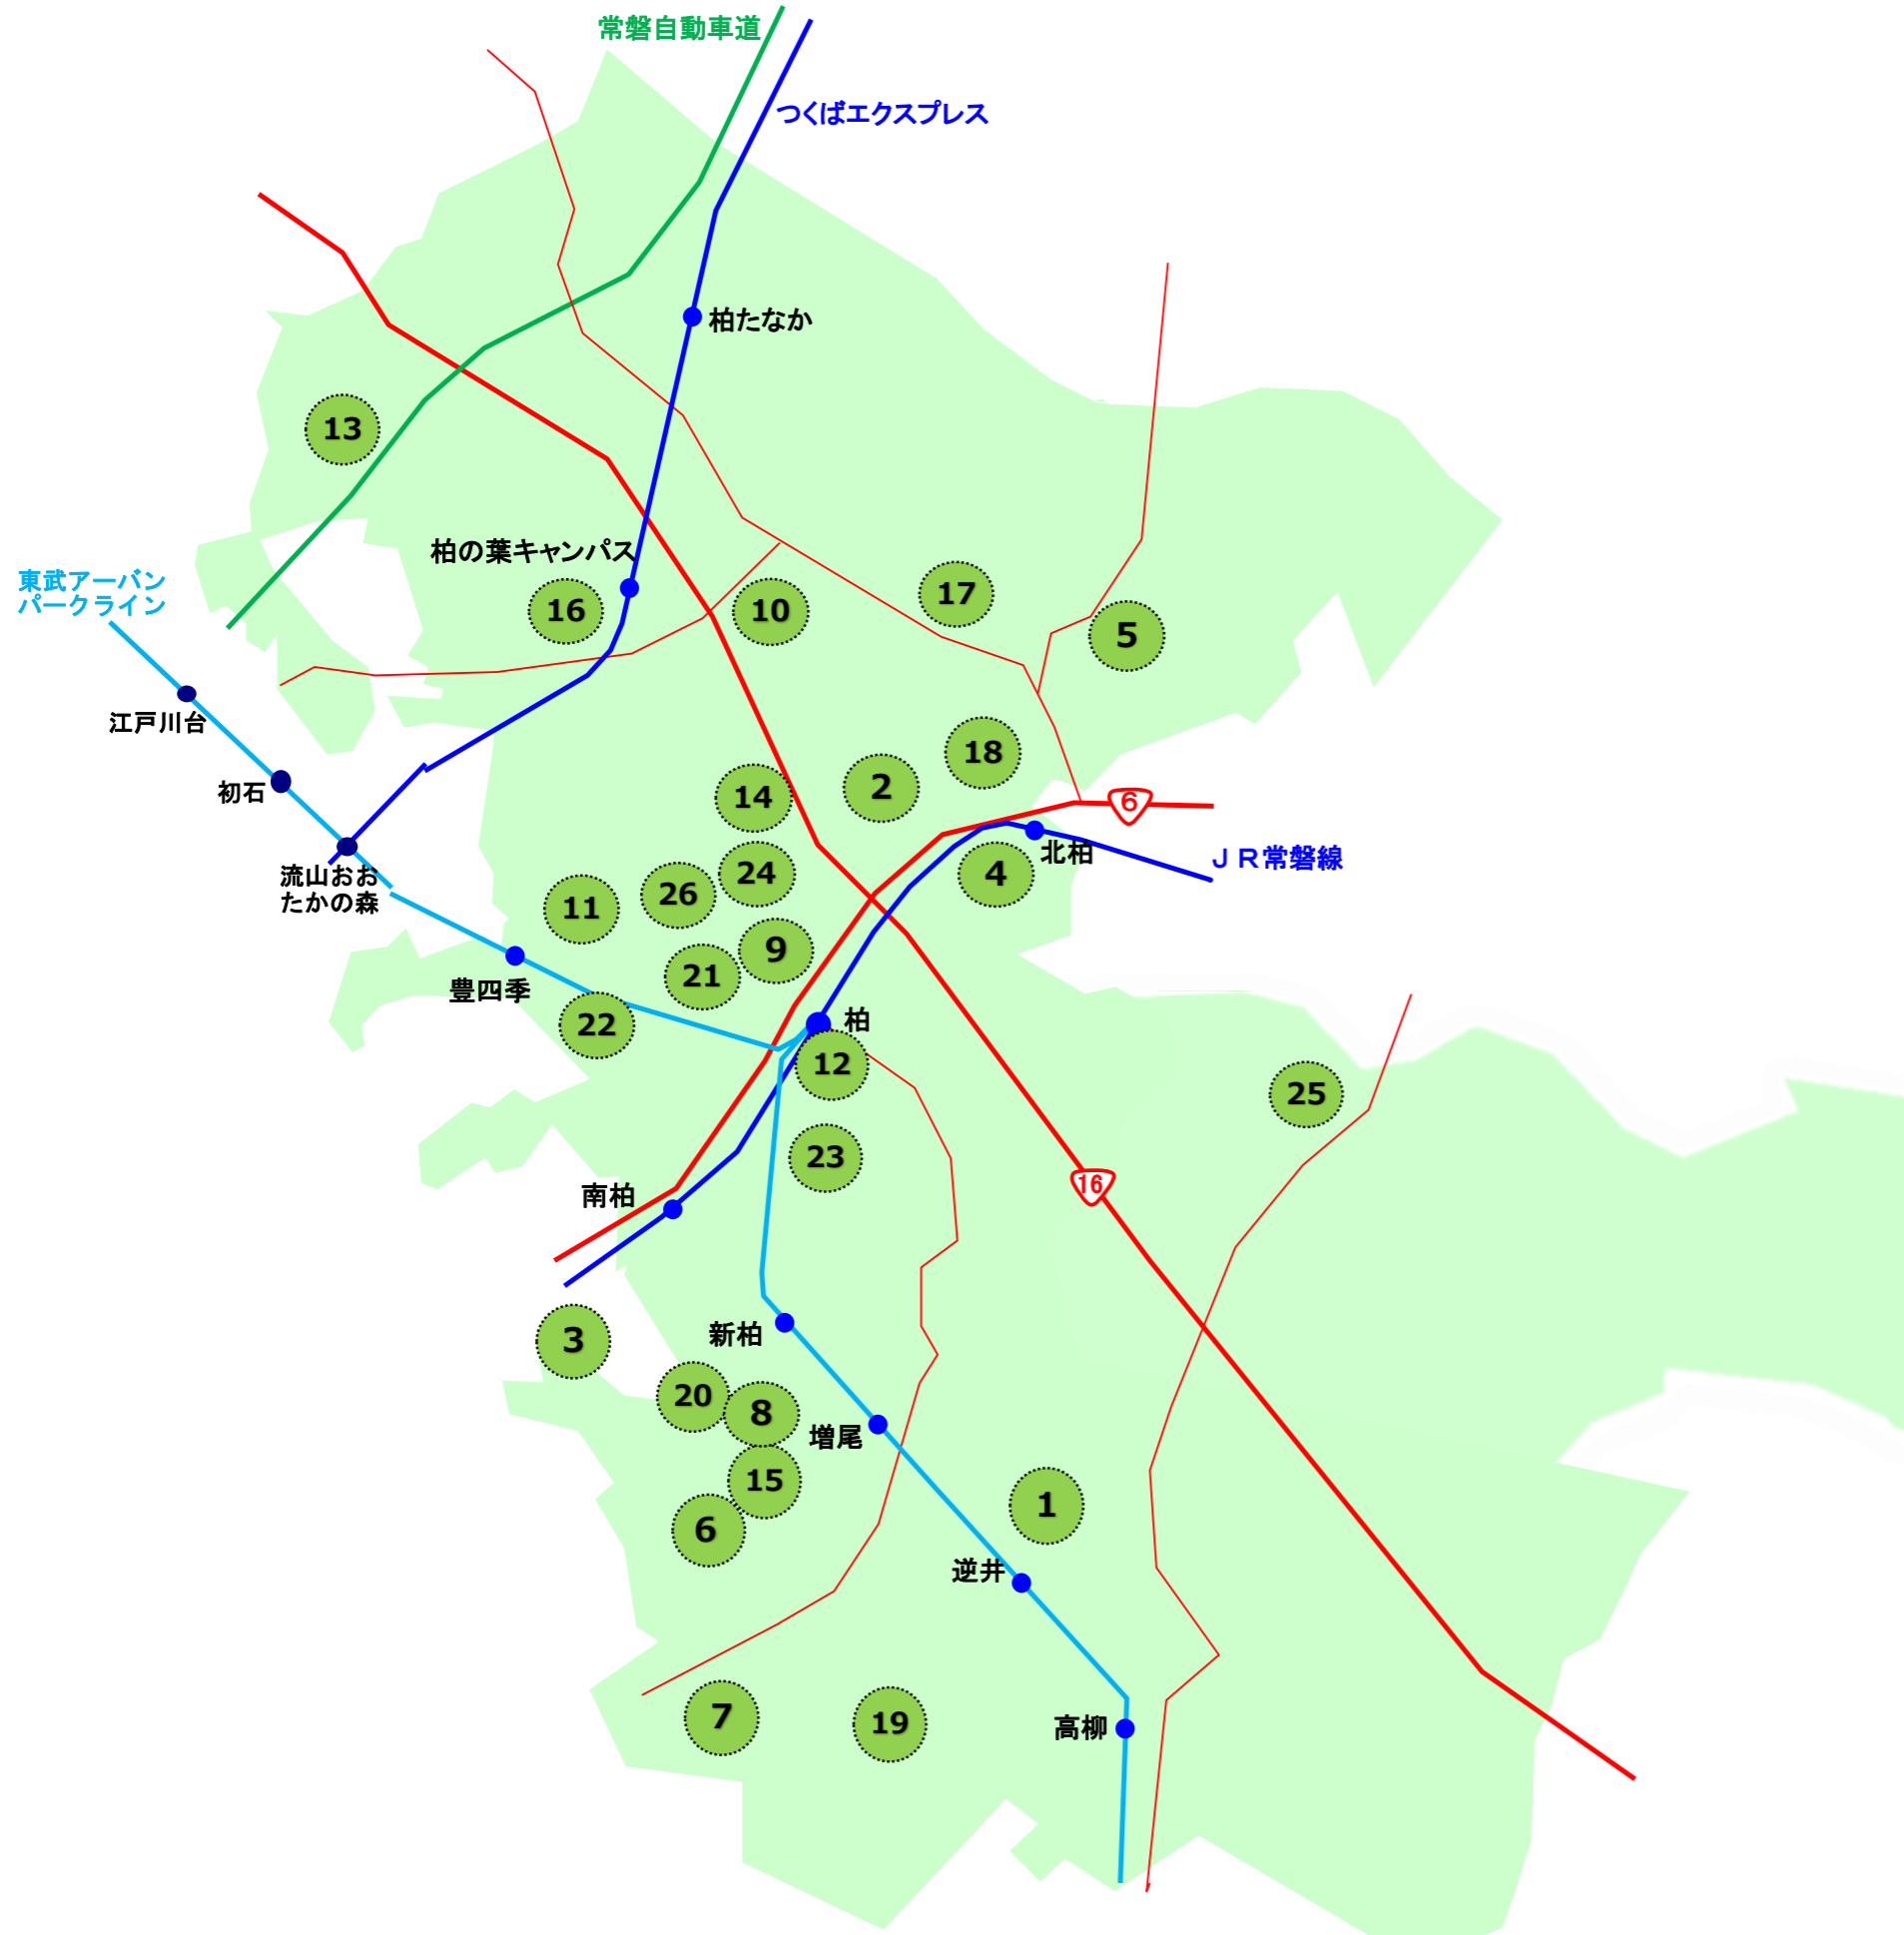 常磐自動車道
つくばエクスプレス
柏たなか
13
柏の葉キャンパス
東武アーバン
パークライン
16
10
17
5
江戸川台
初石
18
14
2
6
流山おお
たかの森
北柏
JR常磐線
24
4
26
11
9
21
豊四季
22
柏
12
25
23
16
南柏
3
新柏
20
8
増尾
15
1
6
逆井
7
19
高柳